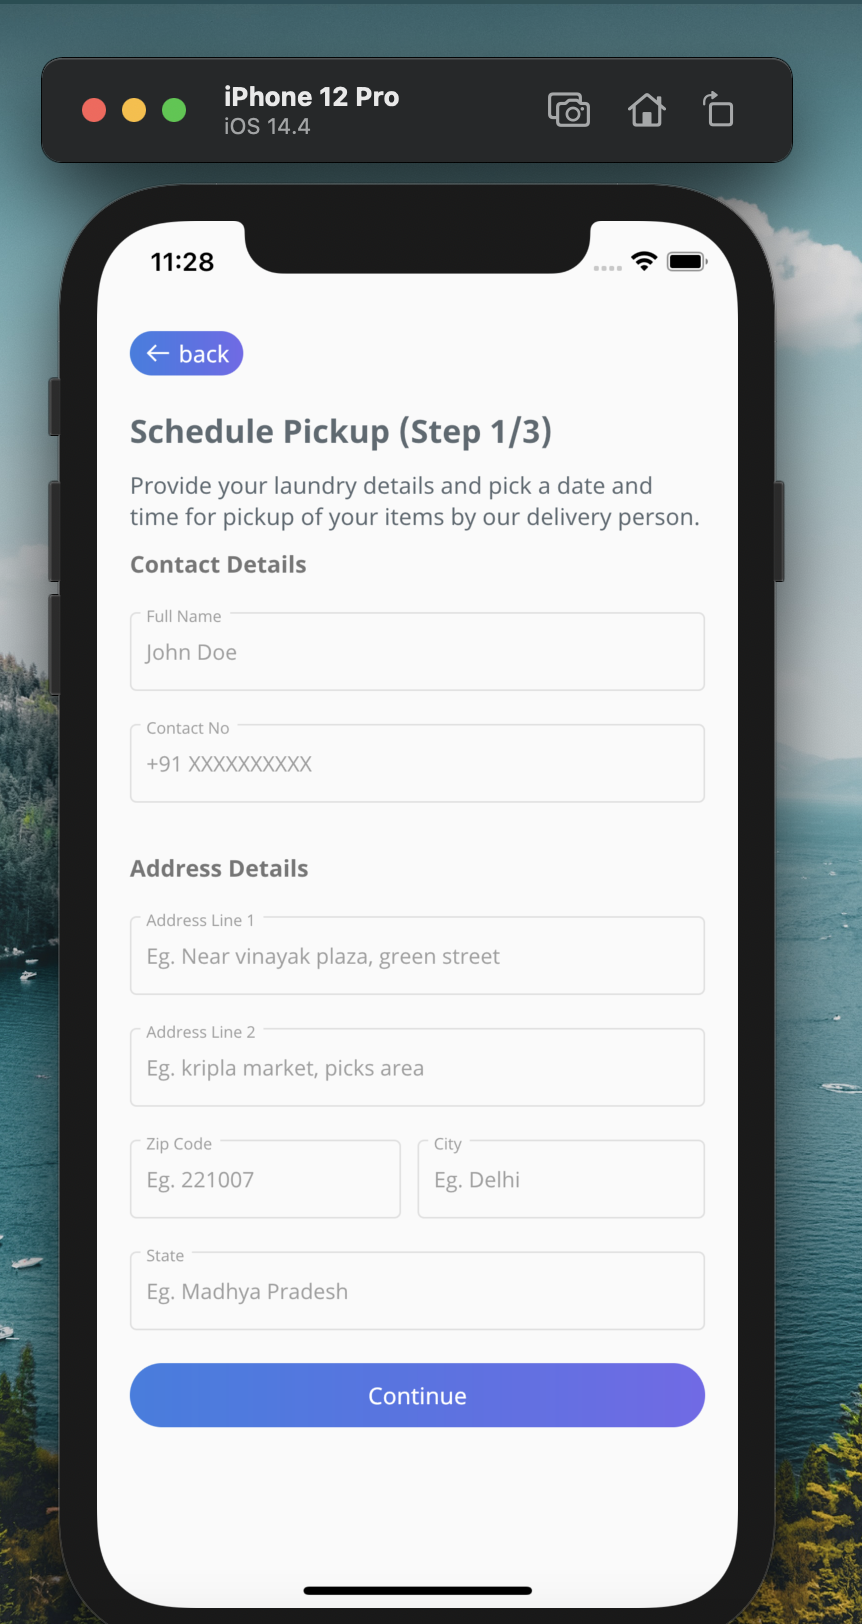 iPhone 12 Pro
iOS 14.4
11:28
← back
Schedule Pickup (Step 1/3)
Provide your laundry details and pick a date and
time for pickup of your items by our delivery person.
Contact Details
Full Name
John Doe
Contact No
+91 XXXXXXXXXX
Address Details
Address Line 1
Eg. Near vinayak plaza, green street
Address Line 2
Eg. kripla market, picks area
Zip Code
Eg. 221007
City
Eg. Delhi
State
Eg. Madhya Pradesh
Continue